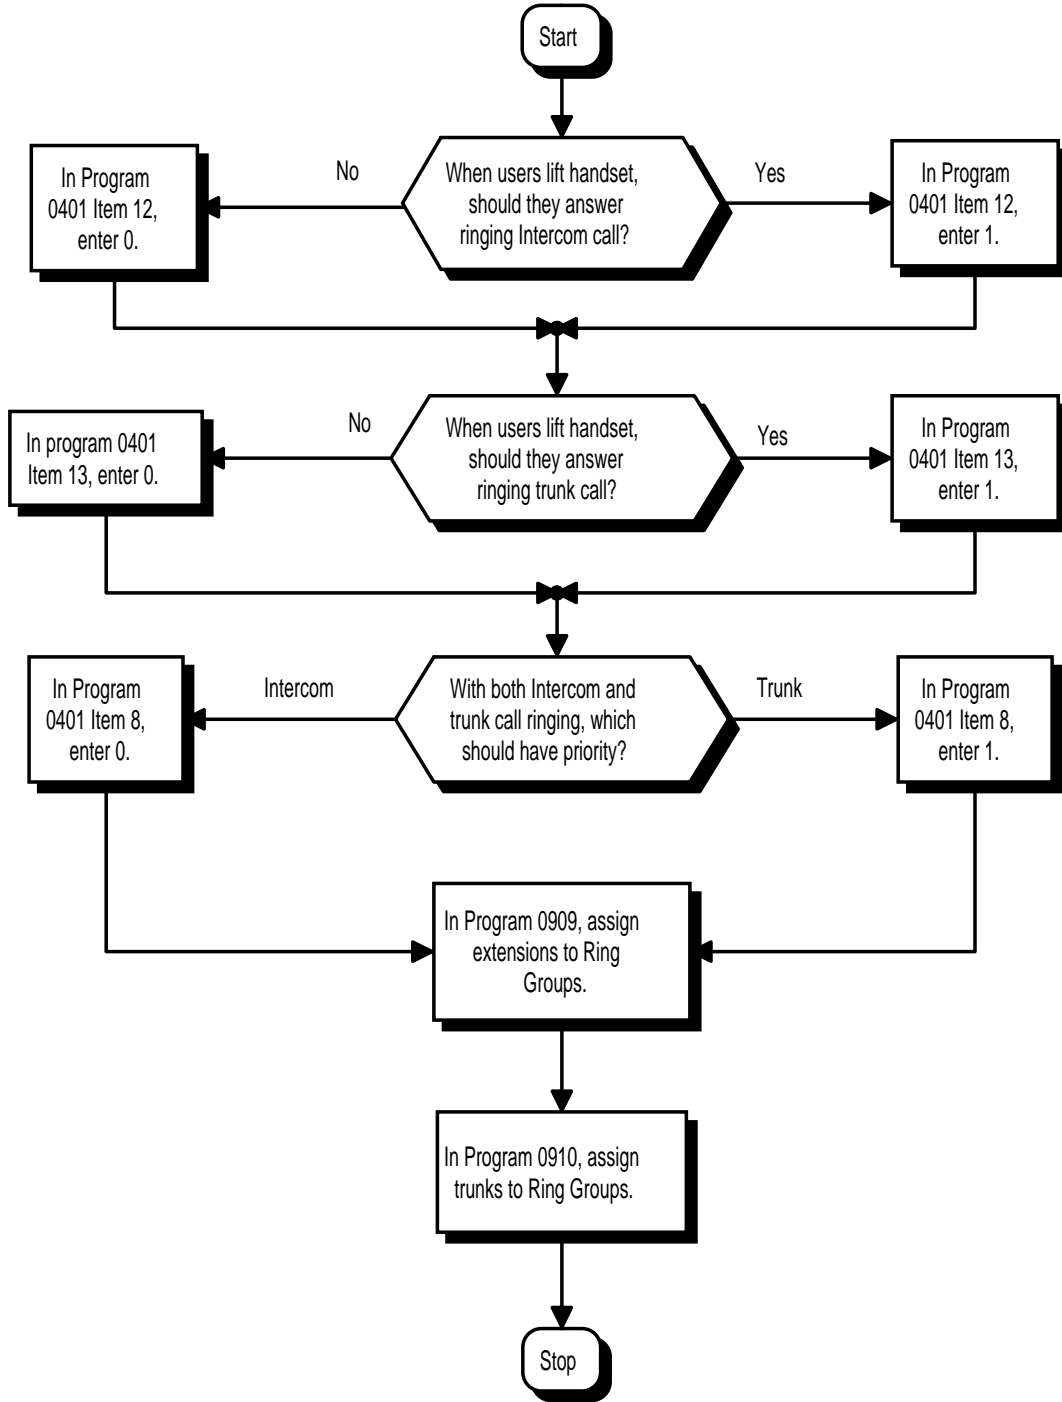 Start
When users lift handset,
should they answer
ringing Intercom call?
No
Yes
In Program
0401 Item 12,
enter 0.
In Program
0401 Item 12,
enter 1.
When users lift handset,
should they answer
ringing trunk call?
No
Yes
In program 0401
Item 13, enter 0.
In Program
0401 Item 13,
enter 1.
With both Intercom and
trunk call ringing, which
should have priority?
Intercom
Trunk
In Program
0401 Item 8,
enter 0.
In Program
0401 Item 8,
enter 1.
In Program 0909, assign
extensions to Ring
Groups.
In Program 0910, assign
trunks to Ring Groups.
Stop